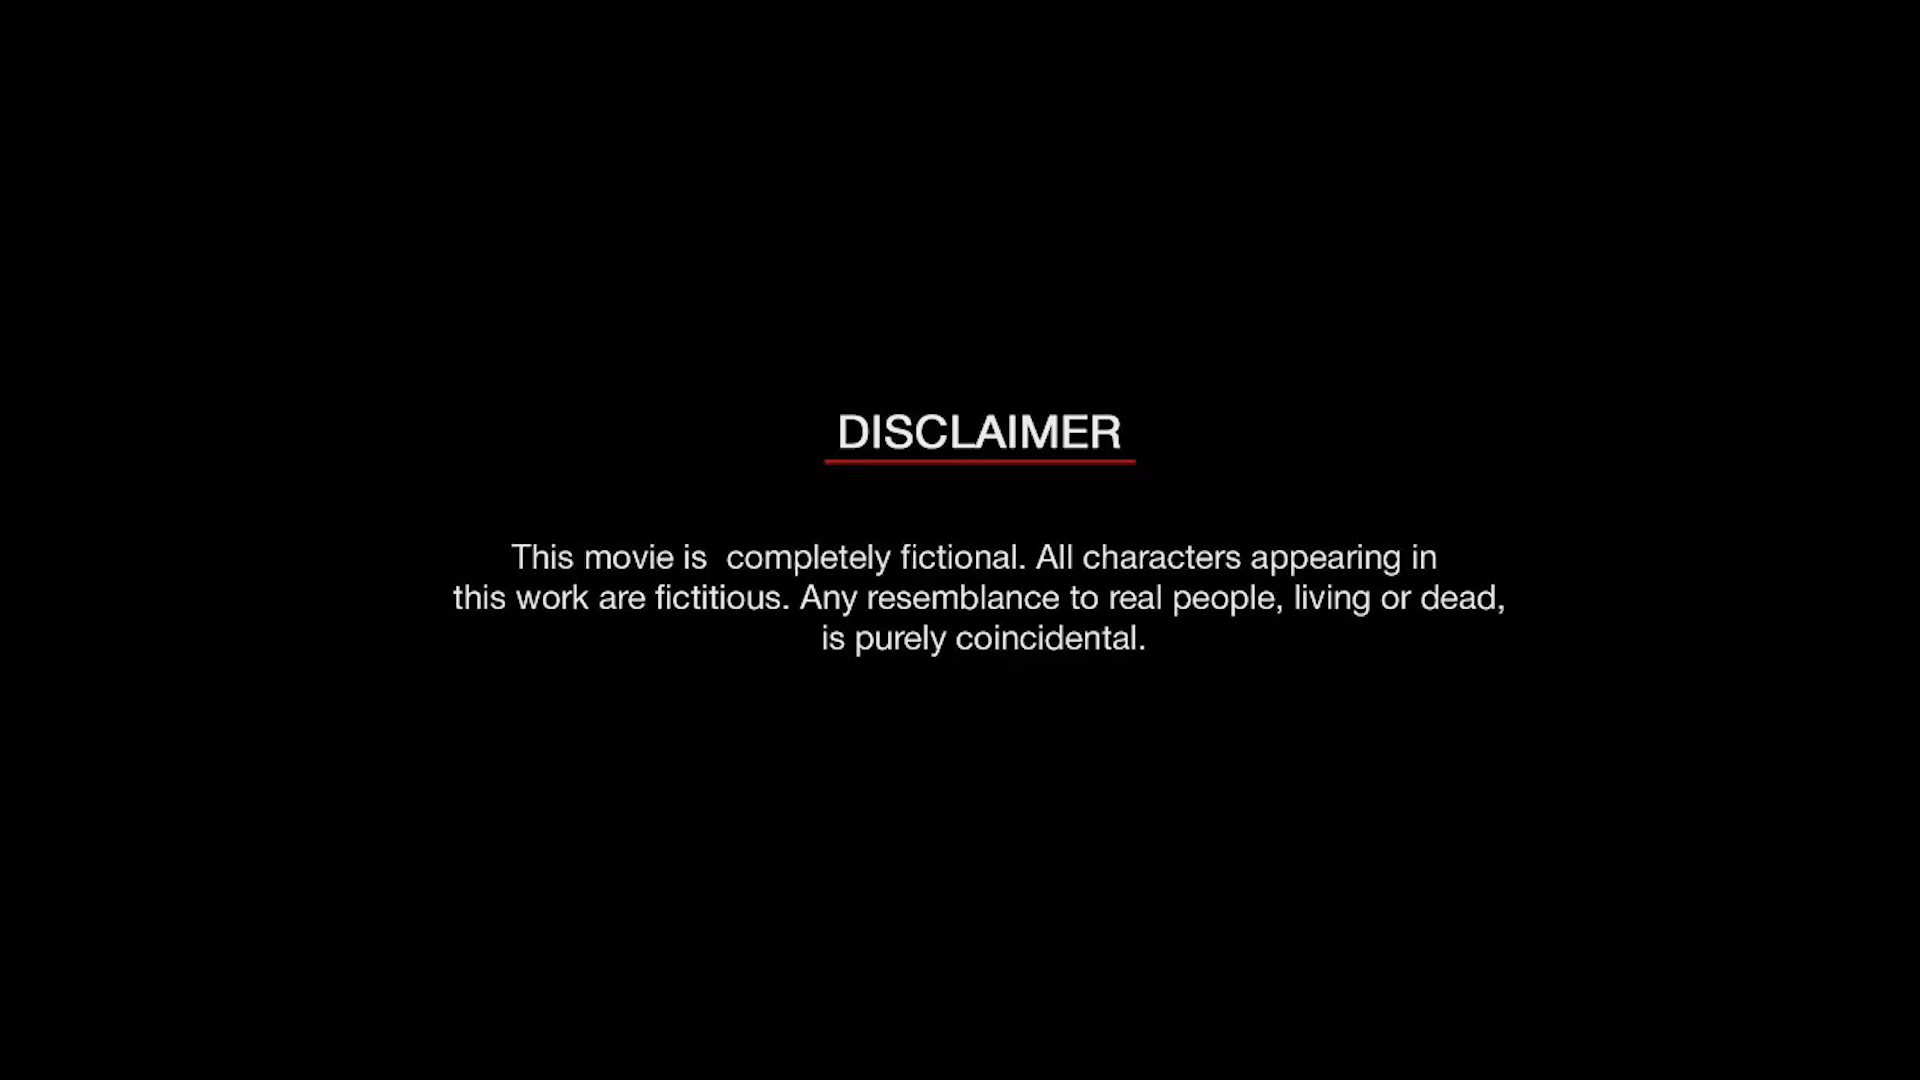 DISCLAIMER
This movie is  completely fictional. All characters appearing in
this work are fictitious. Any resemblance to real people, living or dead,
is purely coincidental.